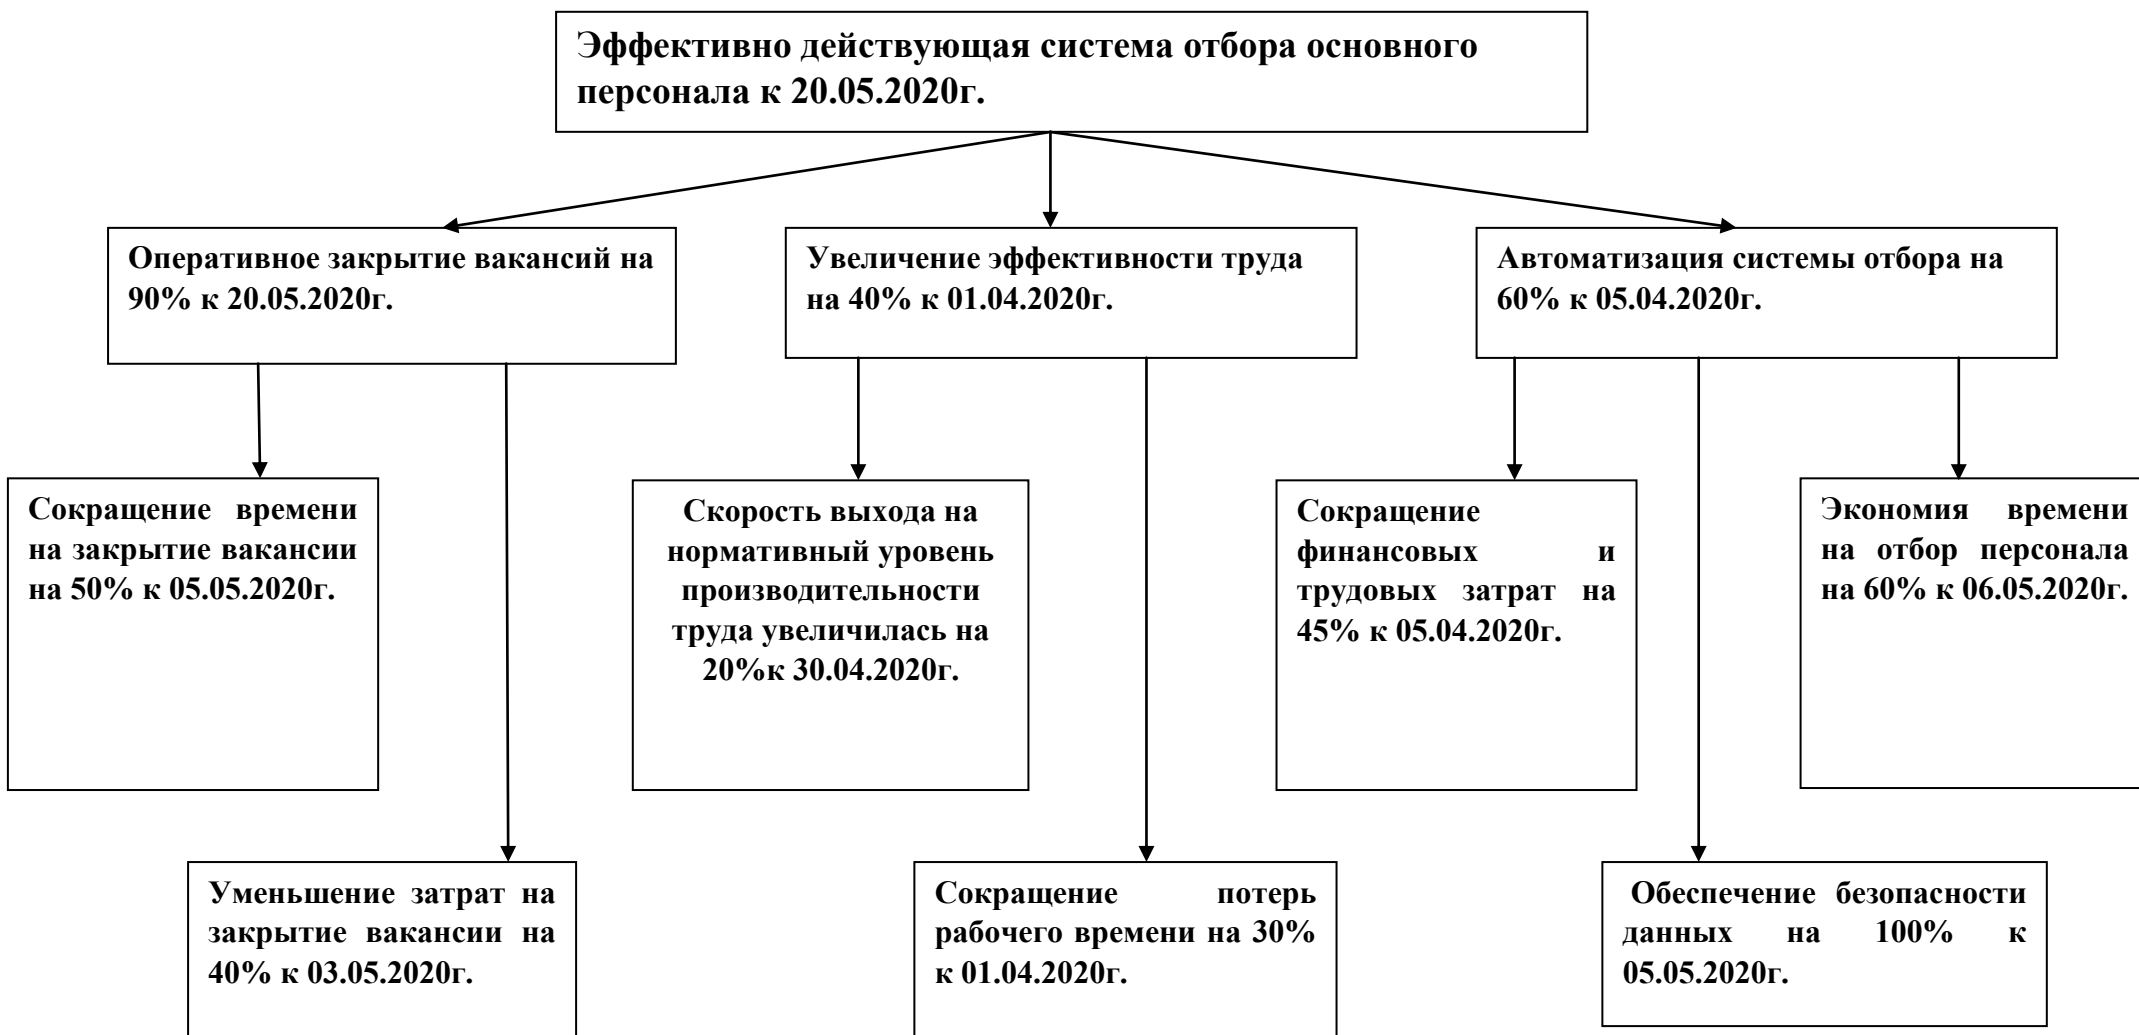 Эффективно действующая система отбора основного
персонала к 20.05.2020г.
Оперативное закрытие вакансий на
90% к 20.05.2020г.
Увеличение эффективности труда
на 40% к 01.04.2020г.
Автоматизация системы отбора на
60% к 05.04.2020г.
Сокращение времени
на закрытие вакансии
на 50% к 05.05.2020г.
Скорость выхода на
нормативный уровень
производительности
труда увеличилась на
20%к 30.04.2020г.
Сокращение
финансовых и
трудовых затрат на
45% к 05.04.2020г.
Экономия времени
на отбор персонала
на 60% к 06.05.2020г.
Уменьшение затрат на
закрытие вакансии на
40% к 03.05.2020г.
Сокращение потерь
рабочего времени на 30%
к 01.04.2020г.
Обеспечение безопасности
данных на 100% к
05.05.2020г.